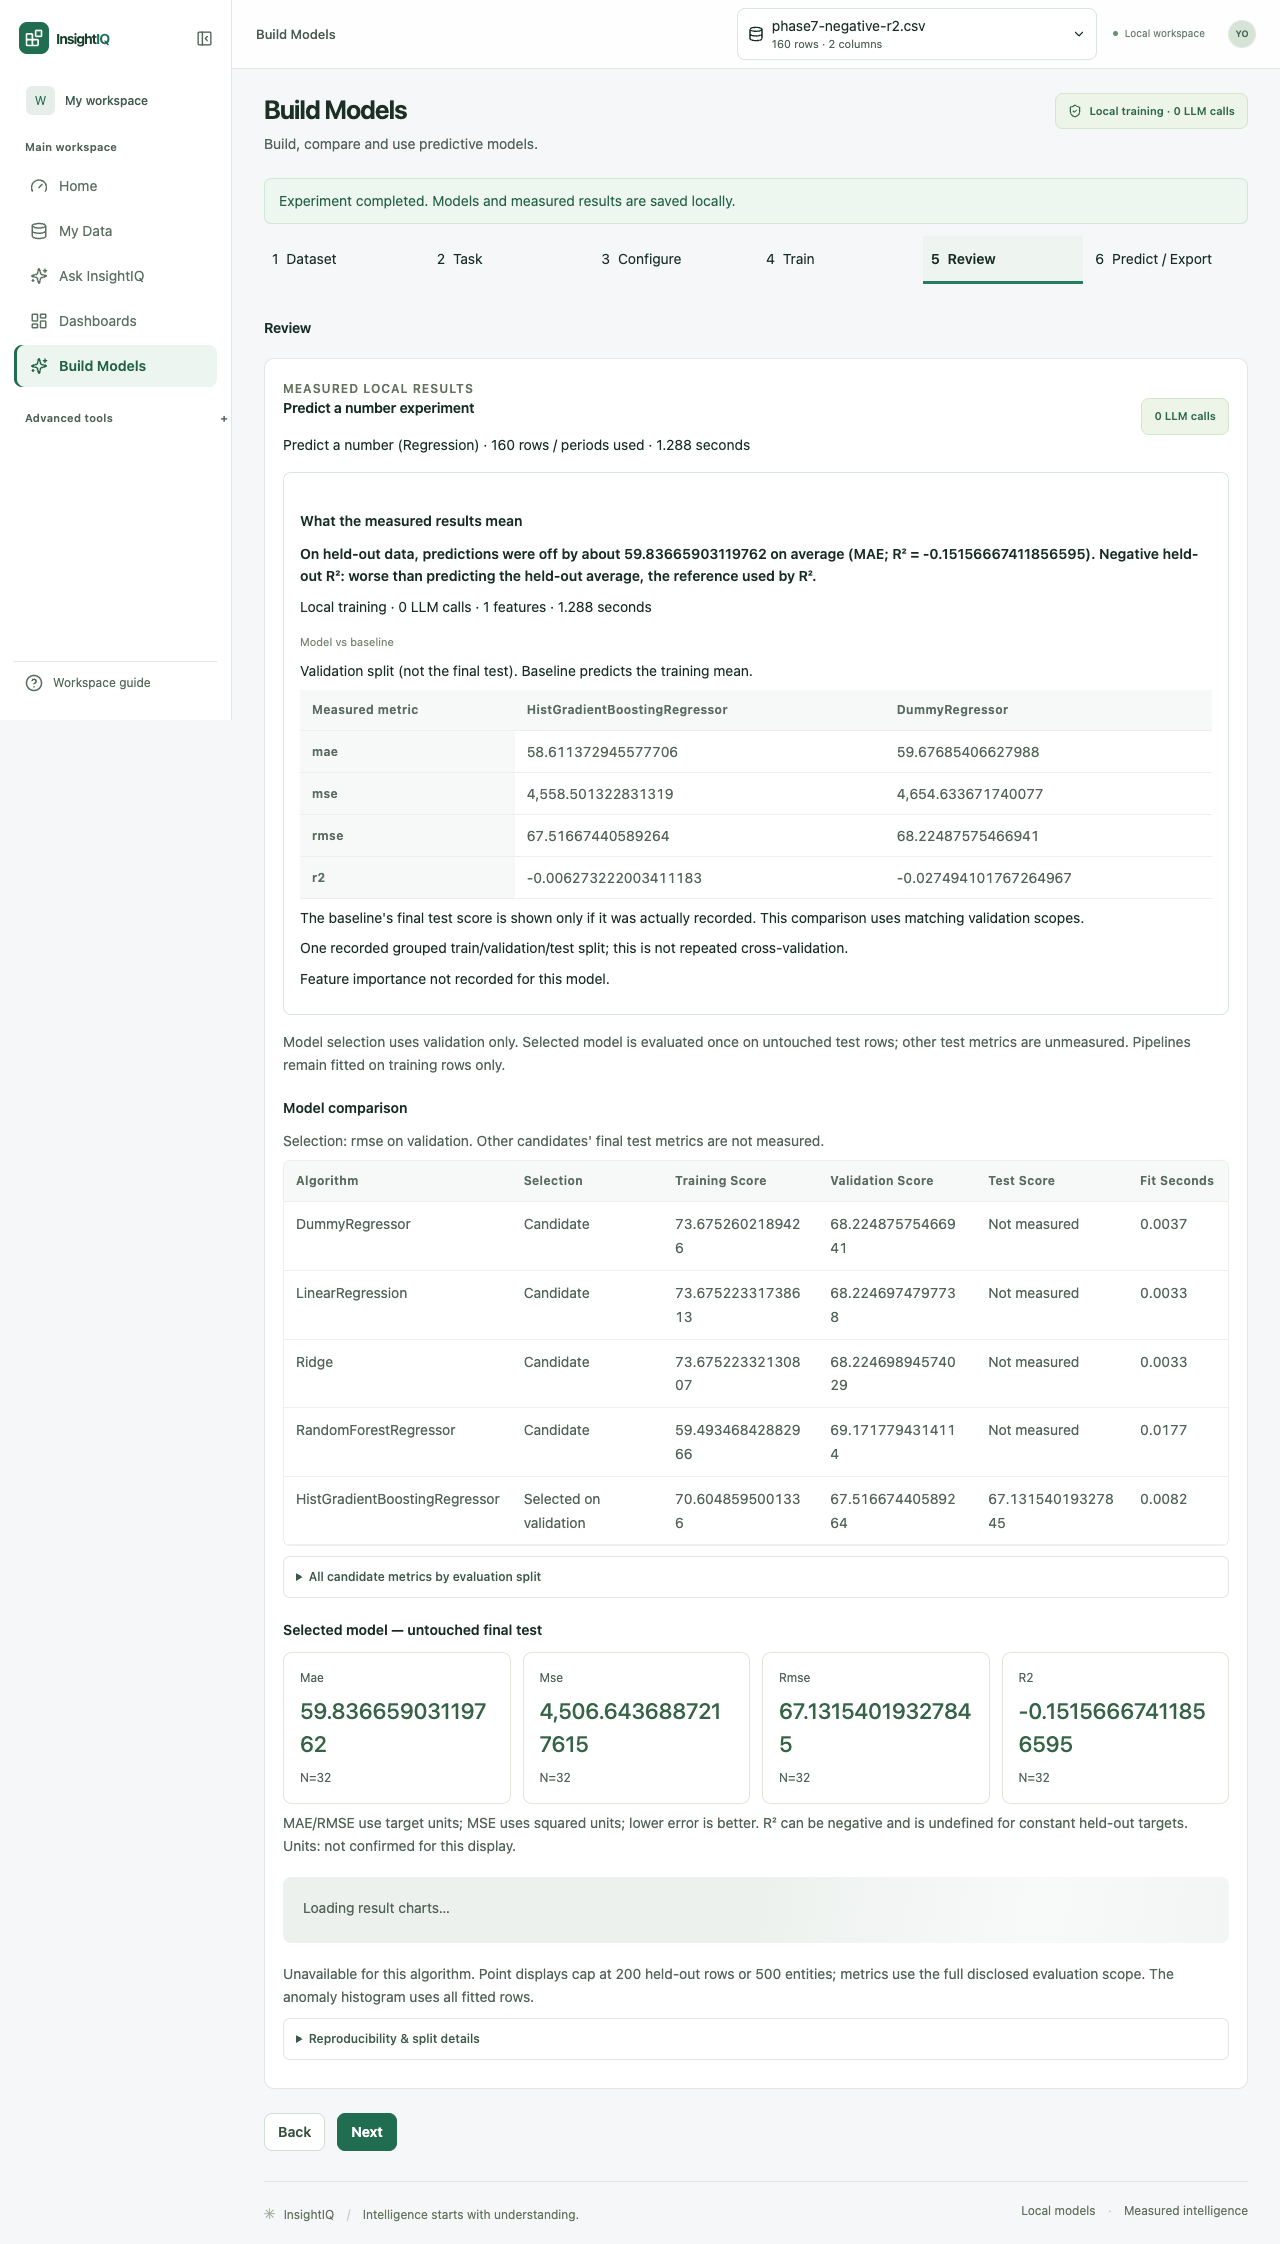 InsightIQ
W My workspace
Main workspace
Home
My Data
Ask InsightIQ
Dashboards
Build Models
Advanced tools +
Workspace guide
Build Models
phase7-negative-r2.csv
160 rows · 2 columns
Local workspace
YO
Build Models
Build, compare and use predictive models.
Local training · 0 LLM calls
Experiment completed. Models and measured results are saved locally.
1 Dataset
2 Task
3 Configure
4 Train
5 Review
6 Predict / Export
Review
MEASURED LOCAL RESULTS
Predict a number experiment
0 LLM calls
Predict a number (Regression) · 160 rows / periods used · 1.288 seconds
What the measured results mean
On held-out data, predictions were off by about 59.83665903119762 on average (MAE; R² = -0.15156667411856595). Negative held-
out R²: worse than predicting the held-out average, the reference used by R².
Local training · 0 LLM calls · 1 features · 1.288 seconds
Model vs baseline
Validation split (not the final test). Baseline predicts the training mean.
Measured metric HistGradientBoostingRegressor DummyRegressor
mae 58.611372945577706 59.67685406627988
mse 4,558.501322831319 4,654.633671740077
rmse 67.51667440589264 68.22487575466941
r2 -0.006273222003411183 -0.027494101767264967
The baseline's final test score is shown only if it was actually recorded. This comparison uses matching validation scopes.
One recorded grouped train/validation/test split; this is not repeated cross-validation.
Feature importance not recorded for this model.
Model selection uses validation only. Selected model is evaluated once on untouched test rows; other test metrics are unmeasured. Pipelines
remain fitted on training rows only.
Model comparison
Selection: rmse on validation. Other candidates' final test metrics are not measured.
Algorithm Selection Training Score Validation Score Test Score Fit Seconds
DummyRegressor Candidate 73.675260218942 68.224875754669 Not measured 0.0037
6 41
LinearRegression Candidate 73.675223317386 68.224697479773 Not measured 0.0033
13 8
Ridge Candidate 73.675223321308 68.224698945740 Not measured 0.0033
07 29
RandomForestRegressor Candidate 59.493468428829 69.171779431411 Not measured 0.0177
66 4
HistGradientBoostingRegressor Selected on 70.604859500133 67.516674405892 67.131540193278 0.0082
validation 6 64 45
All candidate metrics by evaluation split
Selected model — untouched final test
Mae
59.836659031197
62
N=32
Mse
4,506.643688721
7615
N=32
Rmse
67.1315401932784
5
N=32
R2
-0.1515666741185
6595
N=32
MAE/RMSE use target units; MSE uses squared units; lower error is better. R² can be negative and is undefined for constant held-out targets.
Units: not confirmed for this display.
Loading result charts…
Unavailable for this algorithm. Point displays cap at 200 held-out rows or 500 entities; metrics use the full disclosed evaluation scope. The
anomaly histogram uses all fitted rows.
Reproducibility & split details
Back
Next
InsightIQ / Intelligence starts with understanding.
Local models · Measured intelligence